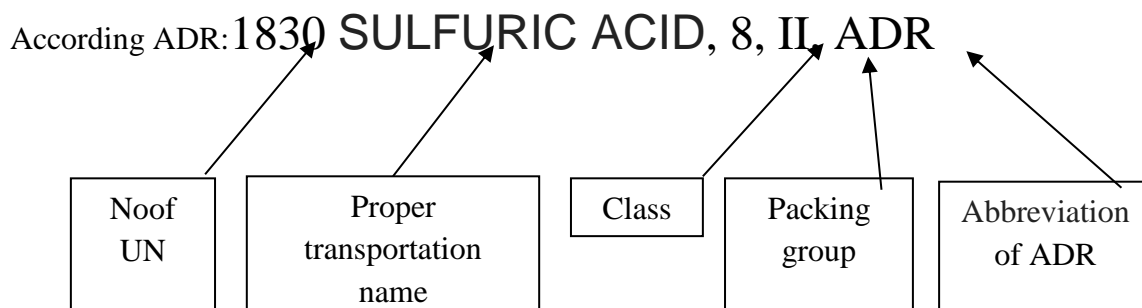 According ADR:1830 SULFURIC ACID, 8, II, ADR
Noof
UN
Proper
transportation
name
Class
Packing
group
Abbreviation
of ADR